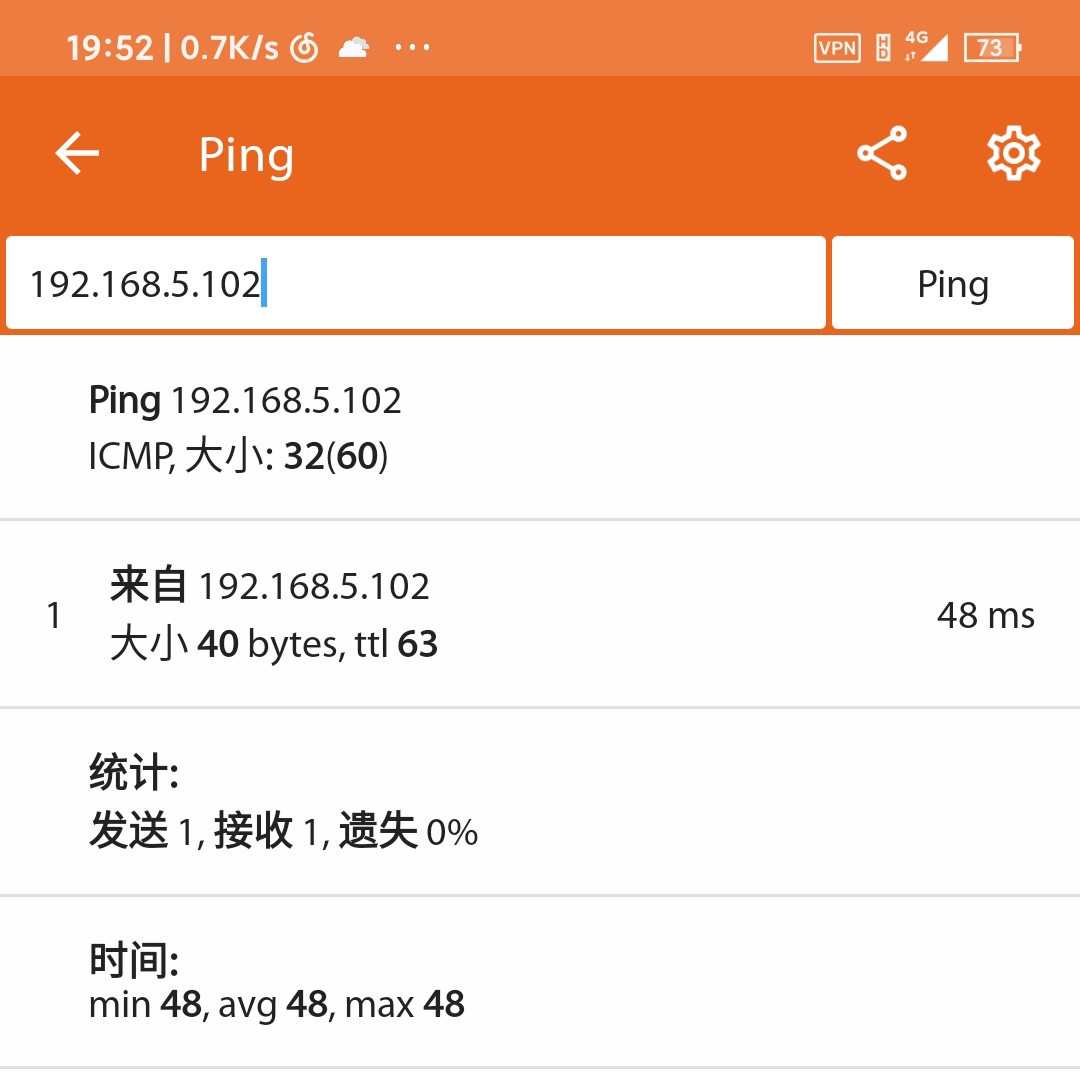 19:52 | 0.7K/s ... VPN HD 4G 73
Ping
192.168.5.102 Ping
Ping 192.168.5.102
ICMP, 大小: 32(60)
来自 192.168.5.102
1 48 ms
大小 40 bytes, ttl 63
统计:
发送 1, 接收 1, 遗失 0%
时间:
min 48, avg 48, max 48